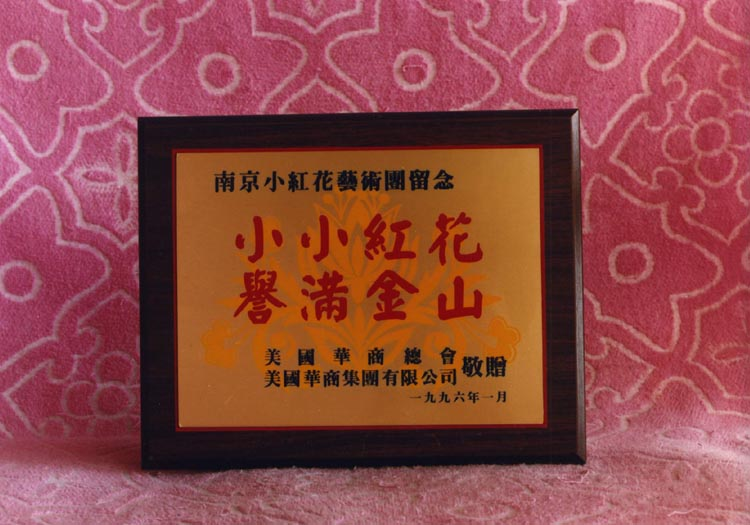 南京小紅花藝術團留念
小小紅花
譽滿金山
美國華商總會
美國華商集團有限公司 敬贈
一九九六年一月